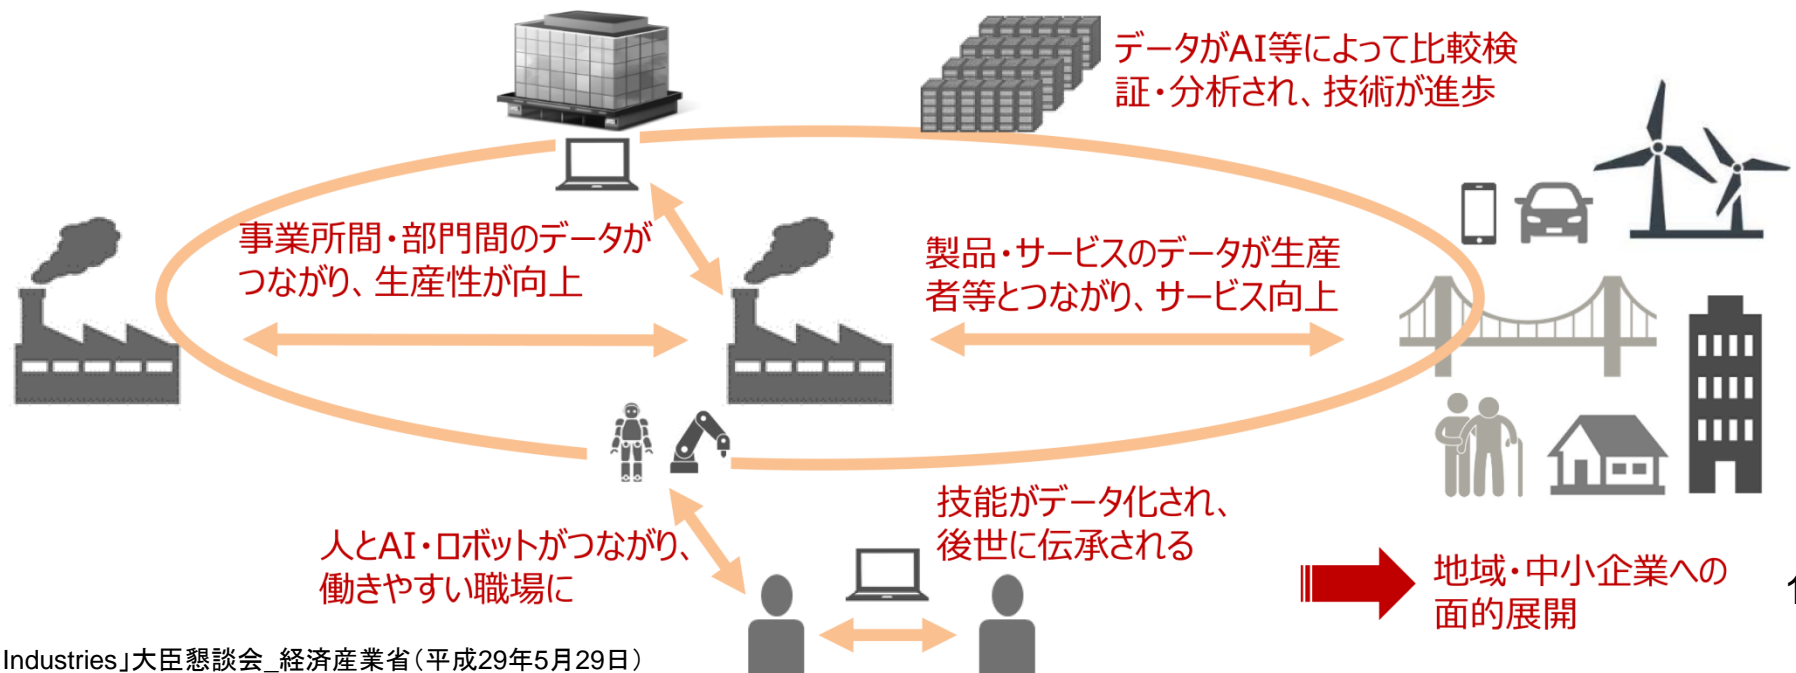 データがAI等によって比較検
証・分析され、技術が進歩
事業所間・部門間のデータが
つながり、生産性が向上
製品・サービスのデータが生産
者等とつながり、サービス向上
技能がデータ化され、
後世に伝承される
人とAI・ロボットがつながり、
働きやすい職場に
地域・中小企業への
面的展開
Industries」大臣懇談会_経済産業省(平成29年5月29日)